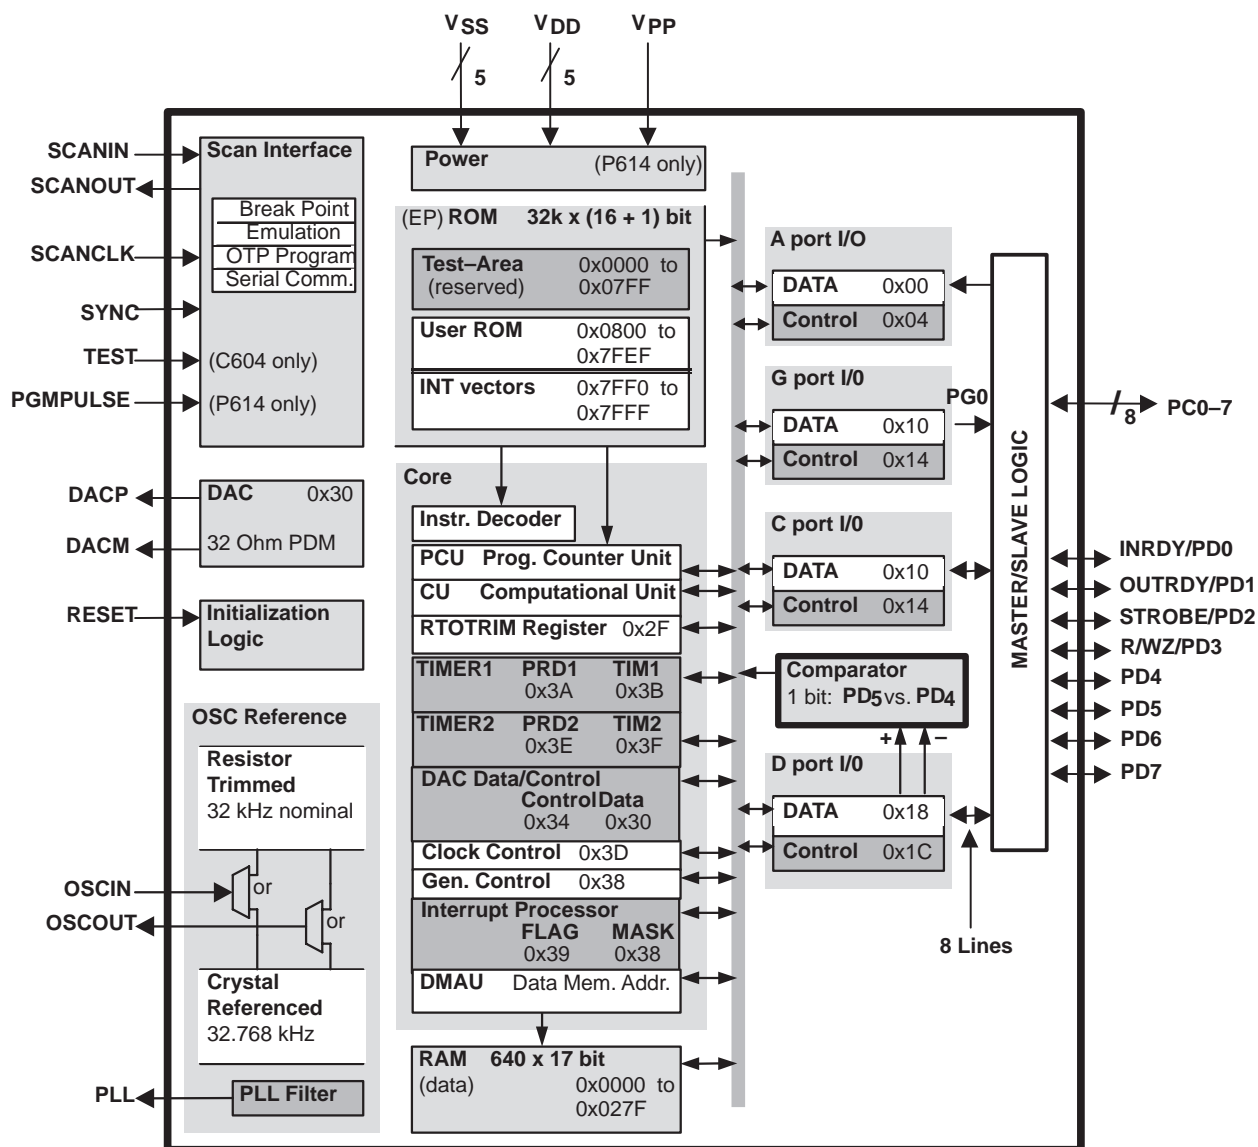 VSS
VDD
VPP
5
5
SCANIN
SCANOUT
SCANCLK
SYNC
TEST
PGMPULSE
Scan Interface
Break Point
Emulation
OTP Program
Serial Comm.
(C604 only)
(P614 only)
DACP
DACM
DAC 0x30
32 Ohm PDM
RESET
Initialization
Logic
OSC Reference
Resistor
Trimmed
32 kHz nominal
OSCIN
OSCOUT
or
or
Crystal
Referenced
32.768 kHz
PLL
PLL Filter
Power (P614 only)
(EP) ROM 32k x (16 + 1) bit
Test–Area 0x0000 to
(reserved) 0x07FF
User ROM 0x0800 to
0x7FEF
INT vectors 0x7FF0 to
0x7FFF
Core
Instr. Decoder
PCU Prog. Counter Unit
CU Computational Unit
RTOTRIM Register 0x2F
TIMER1 PRD1 TIM1
0x3A 0x3B
TIMER2 PRD2 TIM2
0x3E 0x3F
DAC Data/Control
Control Data
0x34 0x30
Clock Control 0x3D
Gen. Control 0x38
Interrupt Processor
FLAG MASK
0x39 0x38
DMAU Data Mem. Addr.
RAM 640 x 17 bit
(data) 0x0000 to
0x027F
A port I/O
DATA 0x00
Control 0x04
G port I/0
PG0
DATA 0x10
Control 0x14
C port I/0
DATA 0x10
Control 0x14
Comparator
1 bit: PD5 vs. PD4
+ –
D port I/0
DATA 0x18
Control 0x1C
8 Lines
MASTER/SLAVE LOGIC
8
PC0–7
INRDY/PD0
OUTRDY/PD1
STROBE/PD2
R/WZ/PD3
PD4
PD5
PD6
PD7